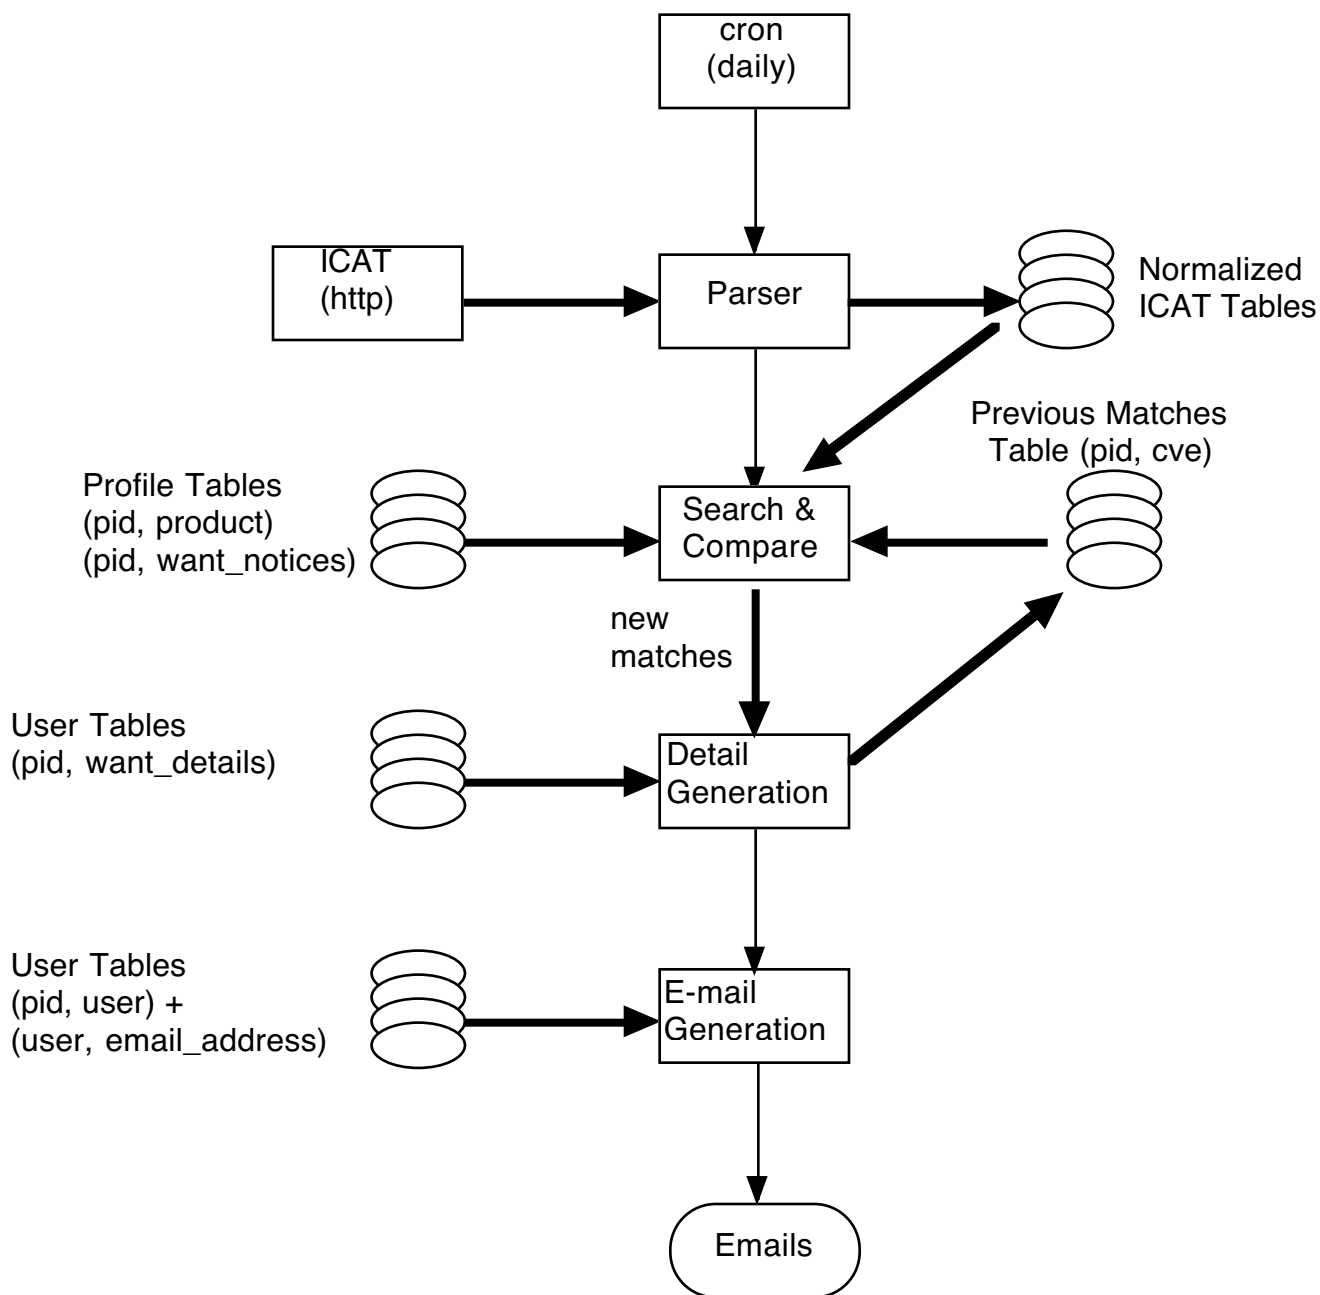 cron
(daily)
ICAT
(http)
Parser
Normalized
ICAT Tables
Previous Matches
Table (pid, cve)
Profile Tables
(pid, product)
(pid, want_notices)
Search &
Compare
new
matches
User Tables
(pid, want_details)
Detail
Generation
User Tables
(pid, user) +
(user, email_address)
E-mail
Generation
Emails